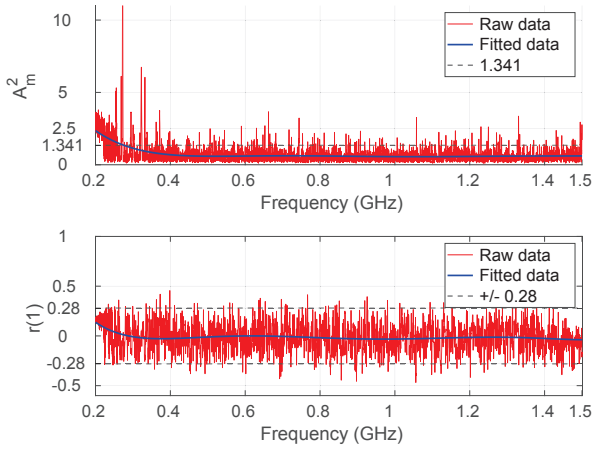 10
5
2.5
1.341
0
A_m^2
Raw data
Fitted data
1.341
0.2 0.4 0.6 0.8 1 1.2 1.4 1.5
Frequency (GHz)
1
0.5
0.28
0
-0.28
-0.5
r(1)
Raw data
Fitted data
+/- 0.28
0.2 0.4 0.6 0.8 1 1.2 1.4 1.5
Frequency (GHz)